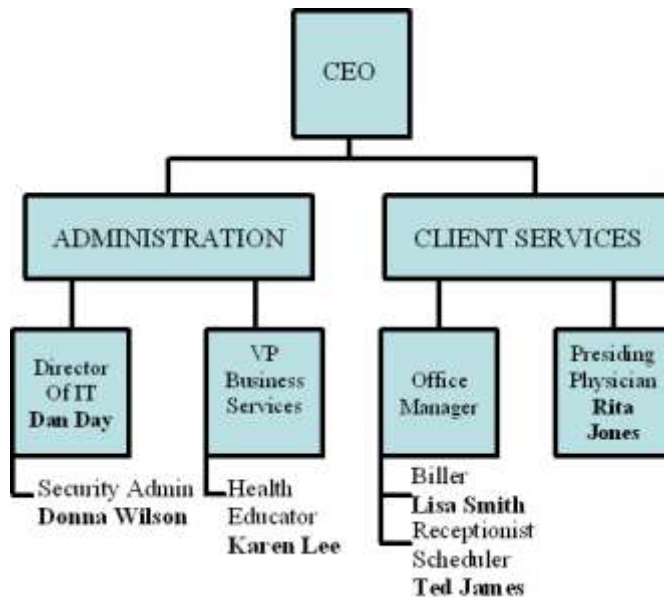 CEO
ADMINISTRATION
CLIENT SERVICES
Director
Of IT
Dan Day
VP
Business
Services
Office
Manager
Presiding
Physician
Rita
Jones
Security Admin
Donna Wilson
Health
Educator
Karen Lee
Biller
Lisa Smith
Receptionist
Scheduler
Ted James